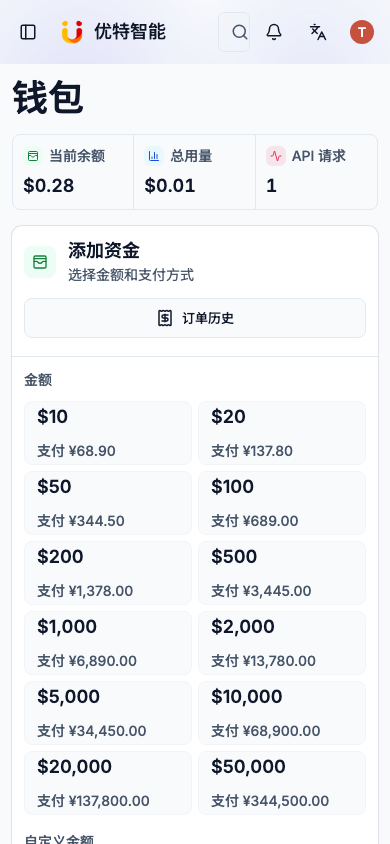 优特智能
T
钱包
当前余额
$0.28
总用量
$0.01
API 请求
1
添加资金
选择金额和支付方式
订单历史
金额
$10
支付 ¥68.90
$20
支付 ¥137.80
$50
支付 ¥344.50
$100
支付 ¥689.00
$200
支付 ¥1,378.00
$500
支付 ¥3,445.00
$1,000
支付 ¥6,890.00
$2,000
支付 ¥13,780.00
$5,000
支付 ¥34,450.00
$10,000
支付 ¥68,900.00
$20,000
支付 ¥137,800.00
$50,000
支付 ¥344,500.00
自定义金额